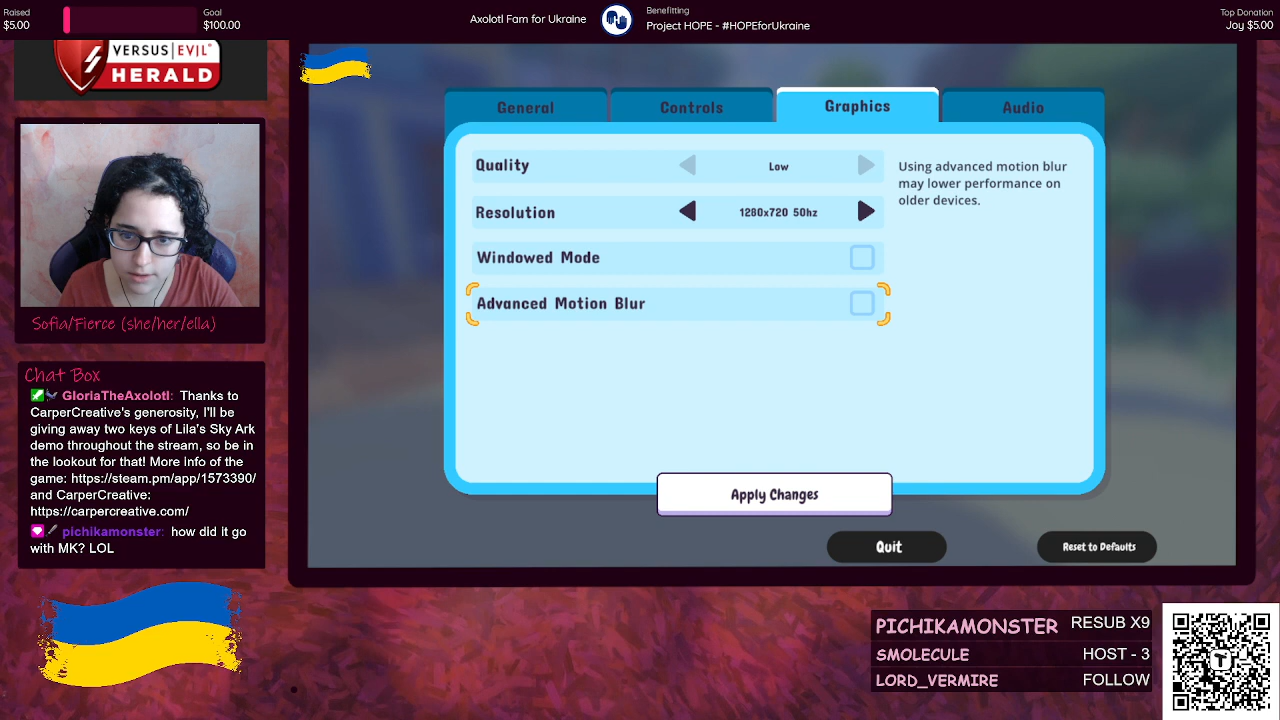 Raised
$5.00
Goal
$100.00
Axolotl Fam for Ukraine
Benefitting
Project HOPE - #HOPEforUkraine
Top Donation
Joy $5.00
VERSUS|EVIL
HERALD
General
Controls
Graphics
Audio
Quality
Low
Resolution
1280x720 50hz
Windowed Mode
Advanced Motion Blur
Using advanced motion blur
may lower performance on
older devices.
Apply Changes
Quit
Reset to Defaults
Sofia/Fierce (she/her/ella)
Chat Box
GloriaTheAxolotl: Thanks to
CarperCreative's generosity, I'll be
giving away two keys of Lila's Sky Ark
demo throughout the stream, so be in
the lookout for that! More info of the
game: https://steam.pm/app/1573390/
and CarperCreative:
https://carpercreative.com/
pichikamonster: how did it go
with MK? LOL
PICHIKAMONSTER RESUB X9
SMOLECULE HOST - 3
LORD_VERMIRE FOLLOW
T